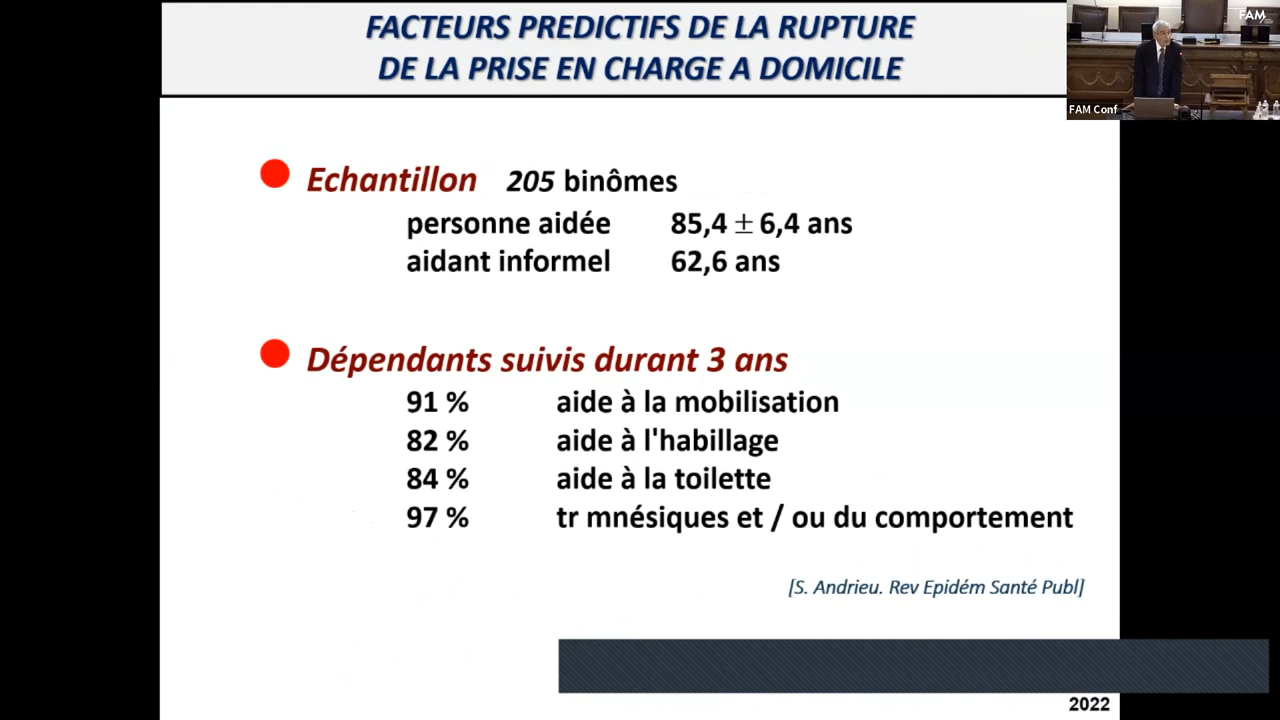 FACTEURS PREDICTIFS DE LA RUPTURE
DE LA PRISE EN CHARGE A DOMICILE
FAM
FAM Conf
Echantillon 205 binômes
personne aidée 85,4 ± 6,4 ans
aidant informel 62,6 ans
Dépendants suivis durant 3 ans
91 % aide à la mobilisation
82 % aide à l'habillage
84 % aide à la toilette
97 % tr mnésiques et / ou du comportement
[S. Andrieu. Rev Epidém Santé Publ]
2022